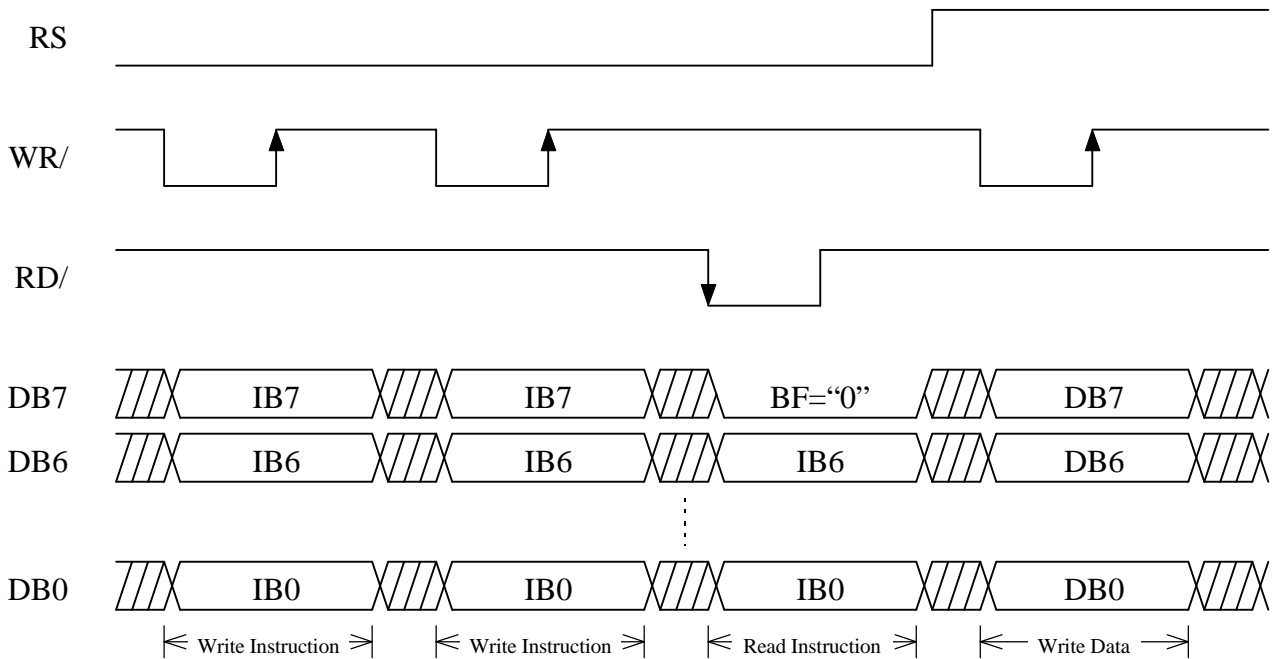 RS
WR/
RD/
DB7 IB7 IB7 BF=“0” DB7
DB6 IB6 IB6 IB6 DB6
DB0 IB0 IB0 IB0 DB0
Write Instruction Write Instruction Read Instruction Write Data